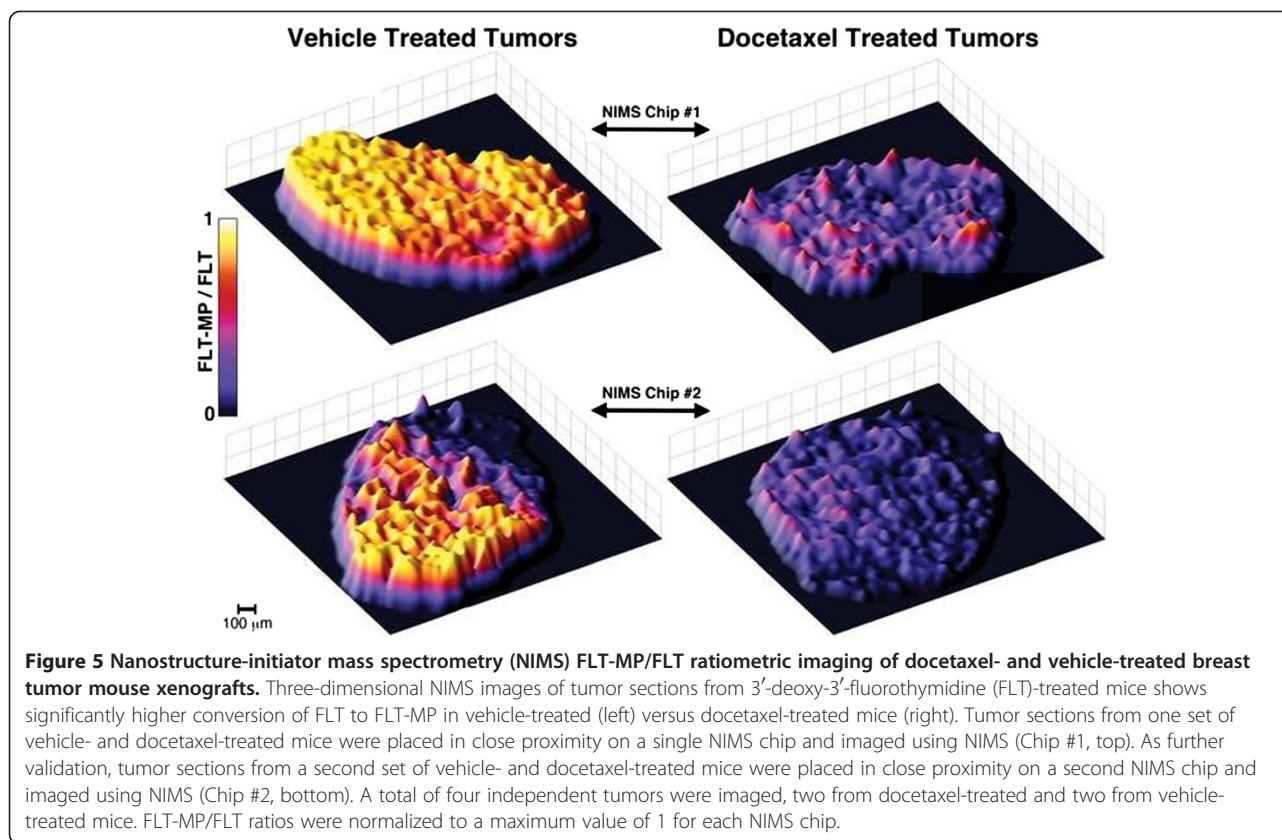 Vehicle Treated Tumors
Docetaxel Treated Tumors
NIMS Chip #1
1
FLT-MP / FLT
0
NIMS Chip #2
100 μm
Figure 5 Nanostructure-initiator mass spectrometry (NIMS) FLT-MP/FLT ratiometric imaging of docetaxel- and vehicle-treated breast
tumor mouse xenografts. Three-dimensional NIMS images of tumor sections from 3′-deoxy-3′-fluorothymidine (FLT)-treated mice shows
significantly higher conversion of FLT to FLT-MP in vehicle-treated (left) versus docetaxel-treated mice (right). Tumor sections from one set of
vehicle- and docetaxel-treated mice were placed in close proximity on a single NIMS chip and imaged using NIMS (Chip #1, top). As further
validation, tumor sections from a second set of vehicle- and docetaxel-treated mice were placed in close proximity on a second NIMS chip and
imaged using NIMS (Chip #2, bottom). A total of four independent tumors were imaged, two from docetaxel-treated and two from vehicle-
treated mice. FLT-MP/FLT ratios were normalized to a maximum value of 1 for each NIMS chip.